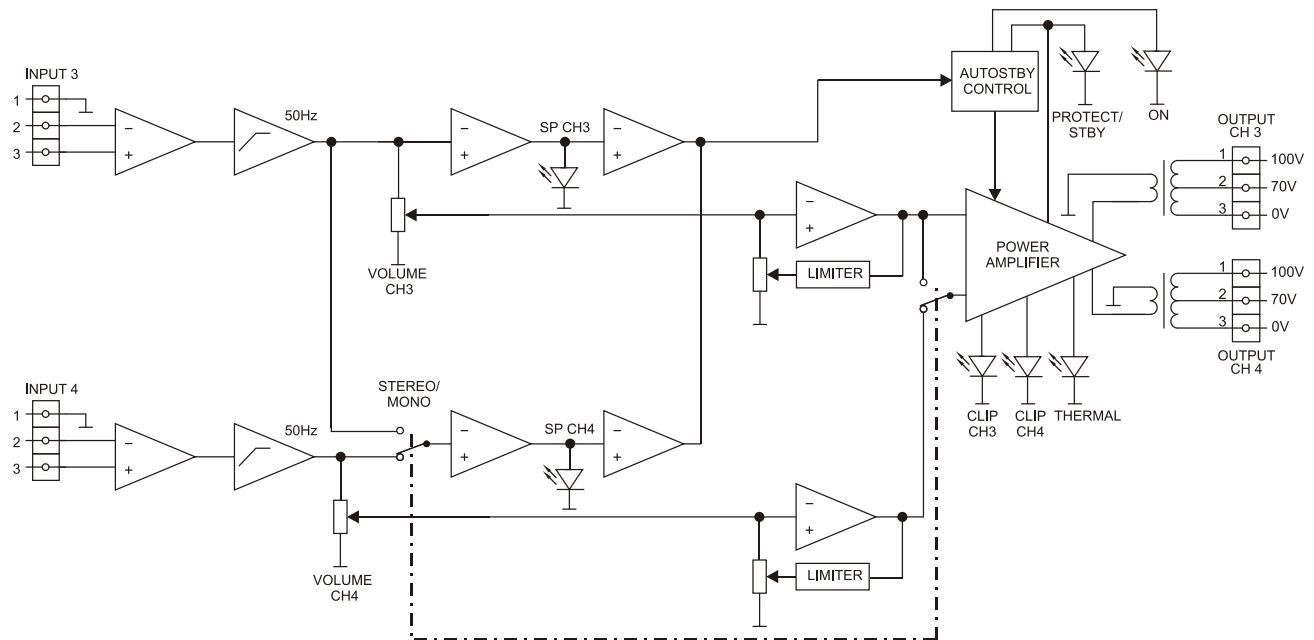 INPUT 3
1
2
3
−
+
50Hz
−
+
SP CH3
−
+
AUTOSTBY
CONTROL
PROTECT/
STBY
ON
OUTPUT
CH 3
1
2
3
100V
70V
0V
VOLUME
CH3
−
+
LIMITER
POWER
AMPLIFIER
1
2
3
100V
70V
0V
OUTPUT
CH 4
CLIP
CH3
CLIP
CH4
THERMAL
INPUT 4
1
2
3
−
+
50Hz
STEREO/
MONO
−
+
SP CH4
−
+
VOLUME
CH4
−
+
LIMITER